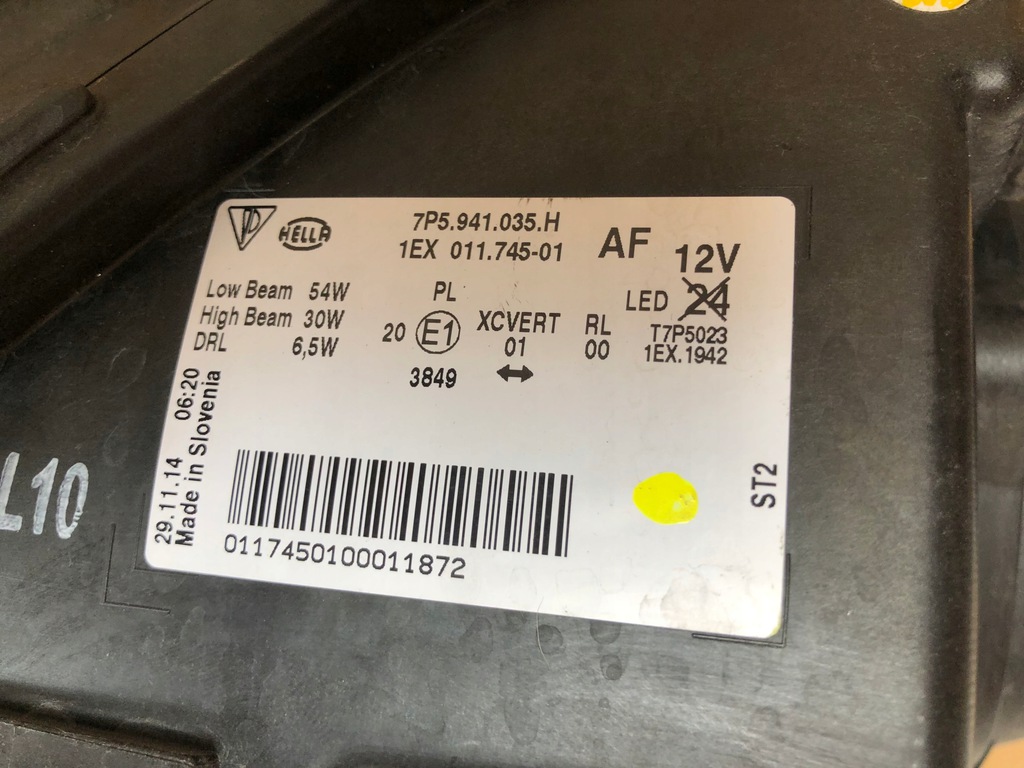 HELLA
7P5.941.035.H
1EX 011.745-01
AF
12V
LED 24
T7P5023
1EX.1942
Low Beam 54W
High Beam 30W
DRL 6,5W
PL
20 E1
3849
XCVERT
01
RL
00
29.11.14 06:20
Made in Slovenia
0117450100011872
ST2
L10